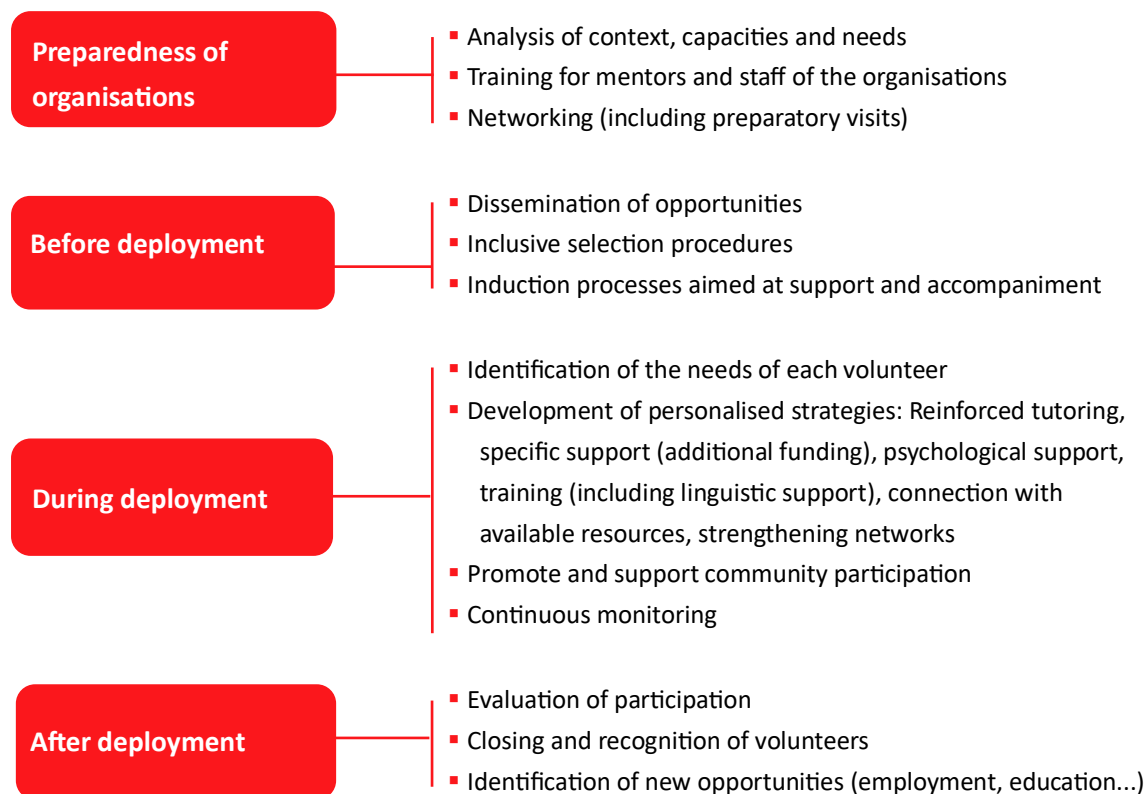 Preparedness of
organisations
▪ Analysis of context, capacities and needs
▪ Training for mentors and staff of the organisations
▪ Networking (including preparatory visits)
Before deployment
▪ Dissemination of opportunities
▪ Inclusive selection procedures
▪ Induction processes aimed at support and accompaniment
During deployment
▪ Identification of the needs of each volunteer
▪ Development of personalised strategies: Reinforced tutoring,
specific support (additional funding), psychological support,
training (including linguistic support), connection with
available resources, strengthening networks
▪ Promote and support community participation
▪ Continuous monitoring
After deployment
▪ Evaluation of participation
▪ Closing and recognition of volunteers
▪ Identification of new opportunities (employment, education...)